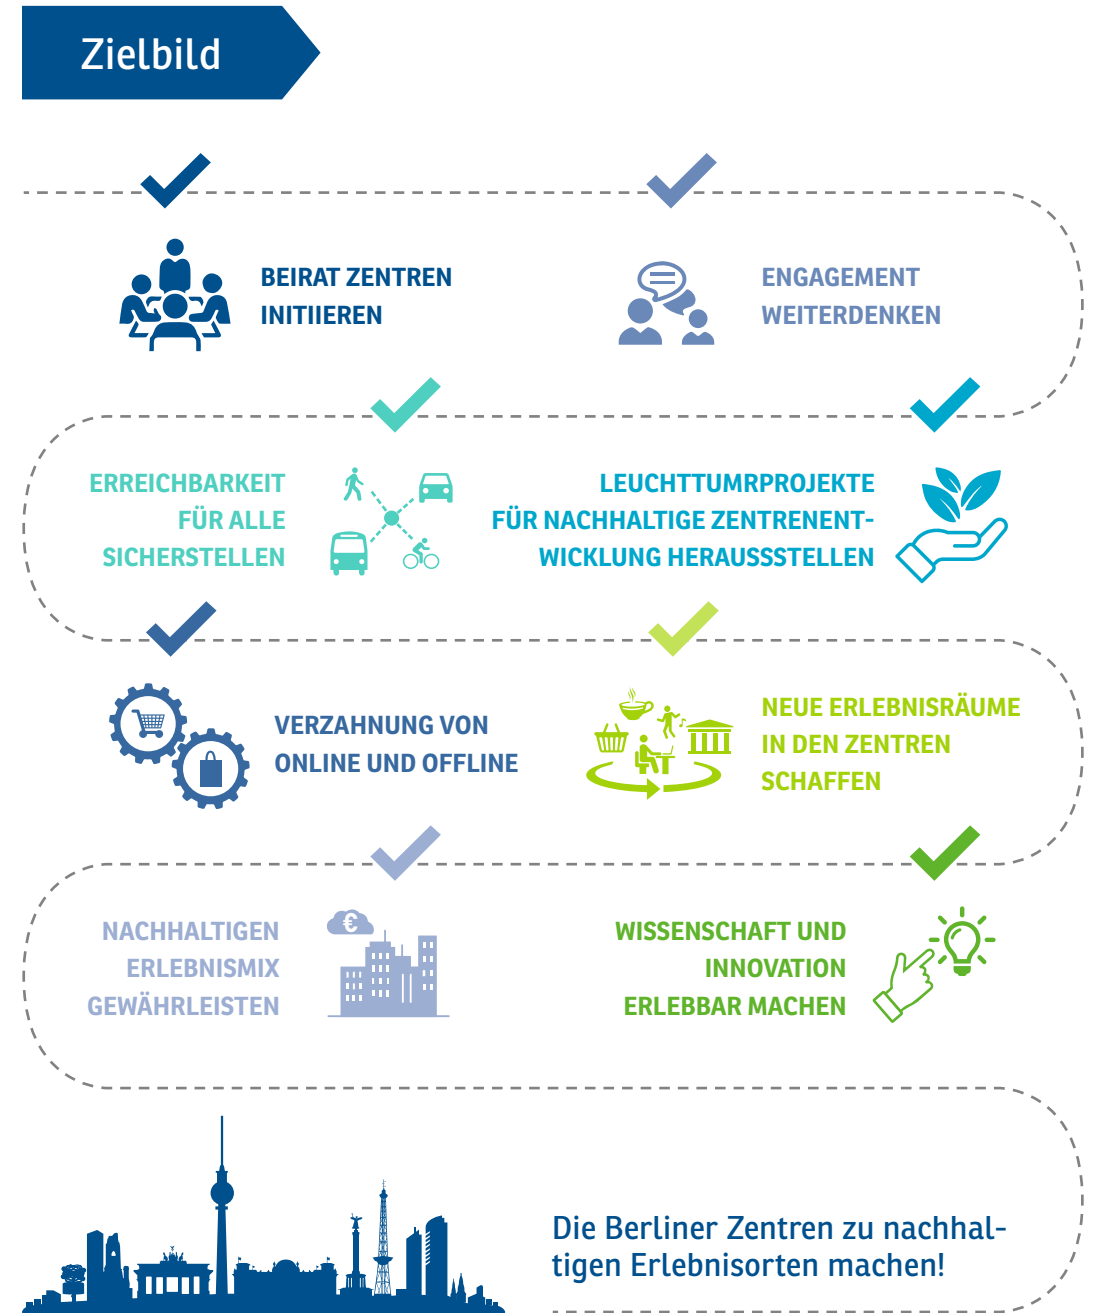 Zielbild
BEIRAT ZENTREN
INITIIEREN
ENGAGEMENT
WEITERDENKEN
ERREICHBARKEIT
FÜR ALLE
SICHERSTELLEN
LEUCHTTUMRPROJEKTE
FÜR NACHHALTIGE ZENTRENENT-
WICKLUNG HERAUSSSTELLEN
VERZAHNUNG VON
ONLINE UND OFFLINE
NEUE ERLEBNISRÄUME
IN DEN ZENTREN
SCHAFFEN
NACHHALTIGEN
ERLEBNISMIX
GEWÄHRLEISTEN
€
WISSENSCHAFT UND
INNOVATION
ERLEBBAR MACHEN
Die Berliner Zentren zu nachhal-
tigen Erlebnisorten machen!